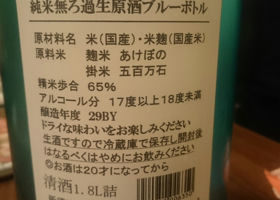 純米無ろ過生原酒ブルーボトル
原材料名 米(国産)・米麹(国産米)
原料米 麹米 あけぼの
掛米 五百万石
精米歩合 65%
アルコール分 17度以上18度未満
醸造年度 29BY
ドライな味わいをお楽しみください
生酒ですので冷蔵庫で保存し開封後
はなるべくはやめにお飲みください
◎お酒は20才になってから
清酒1.8L詰